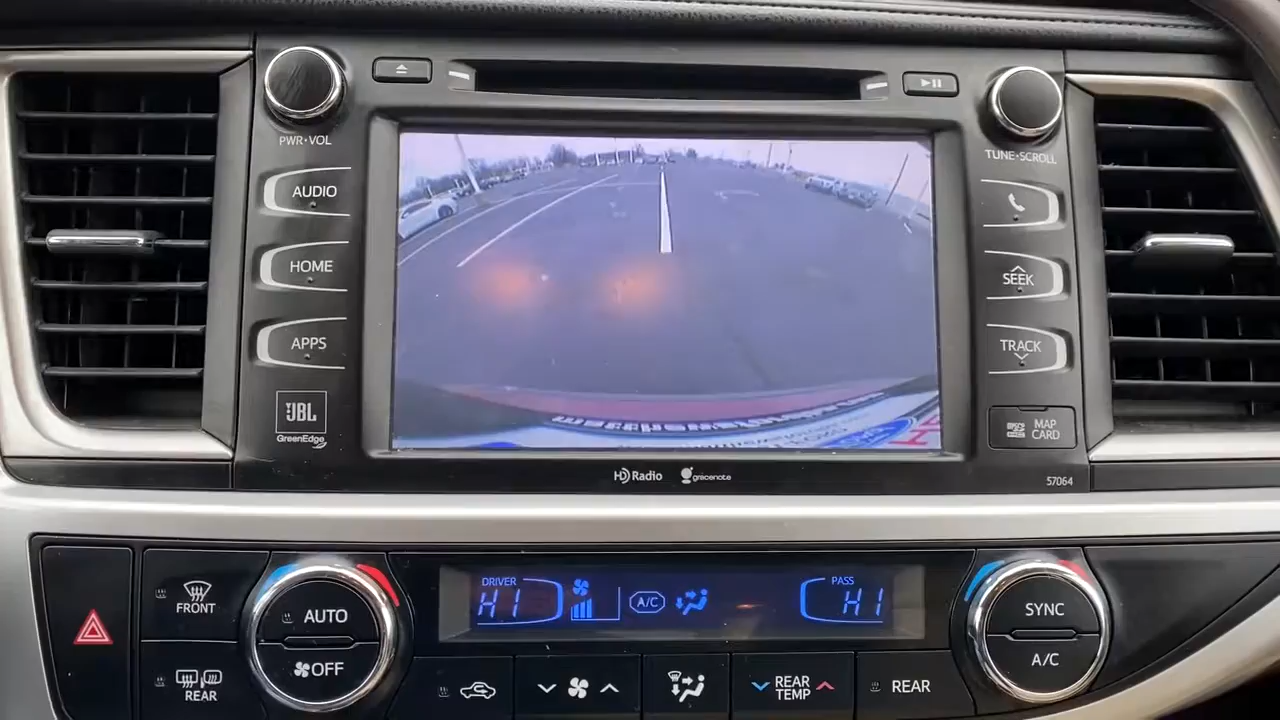 PWR•VOL
AUDIO
HOME
APPS
JBL
GreenEdge
TUNE•SCROLL
SEEK
TRACK
MAP
CARD
HD Radio
gracenote
57064
FRONT
REAR
AUTO
OFF
DRIVER
HI
A/C
PASS
HI
REAR
TEMP
REAR
SYNC
A/C